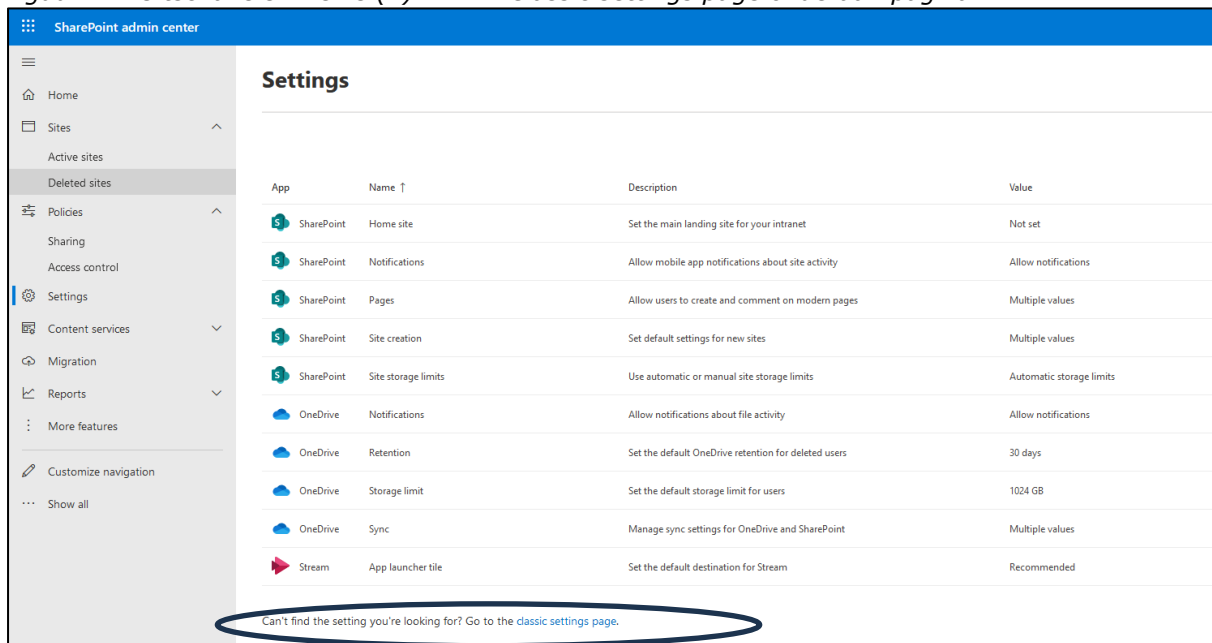 SharePoint admin center
Settings
Home
Sites
Active sites
Deleted sites
Policies
Sharing
Access control
Settings
Content services
Migration
Reports
More features
Customize navigation
Show all
App Name ↑ Description Value
SharePoint Home site Set the main landing site for your intranet Not set
SharePoint Notifications Allow mobile app notifications about site activity Allow notifications
SharePoint Pages Allow users to create and comment on modern pages Multiple values
SharePoint Site creation Set default settings for new sites Multiple values
SharePoint Site storage limits Use automatic or manual site storage limits Automatic storage limits
OneDrive Notifications Allow notifications about file activity Allow notifications
OneDrive Retention Set the default OneDrive retention for deleted users 30 days
OneDrive Storage limit Set the default storage limit for users 1024 GB
OneDrive Sync Manage sync settings for OneDrive and SharePoint Multiple values
Stream App launcher tile Set the default destination for Stream Recommended
Can't find the setting you're looking for? Go to the classic settings page.